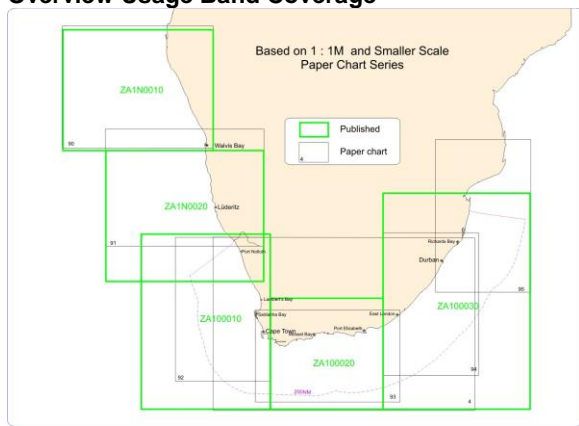 Overview Usage Band Coverage
Based on 1 : 1M and Smaller Scale
Paper Chart Series
ZA1N0010
Published
Paper chart
4
90
Walvis Bay
ZA1N0020
Lüderitz
91
Port Nolloth
Richards Bay
Durban
95
Lambert's Bay
Saldanha Bay
East London
ZA100010
ZA100030
Cape Town
Mossel Bay
Port Elizabeth
ZA100020
94
92
93
4